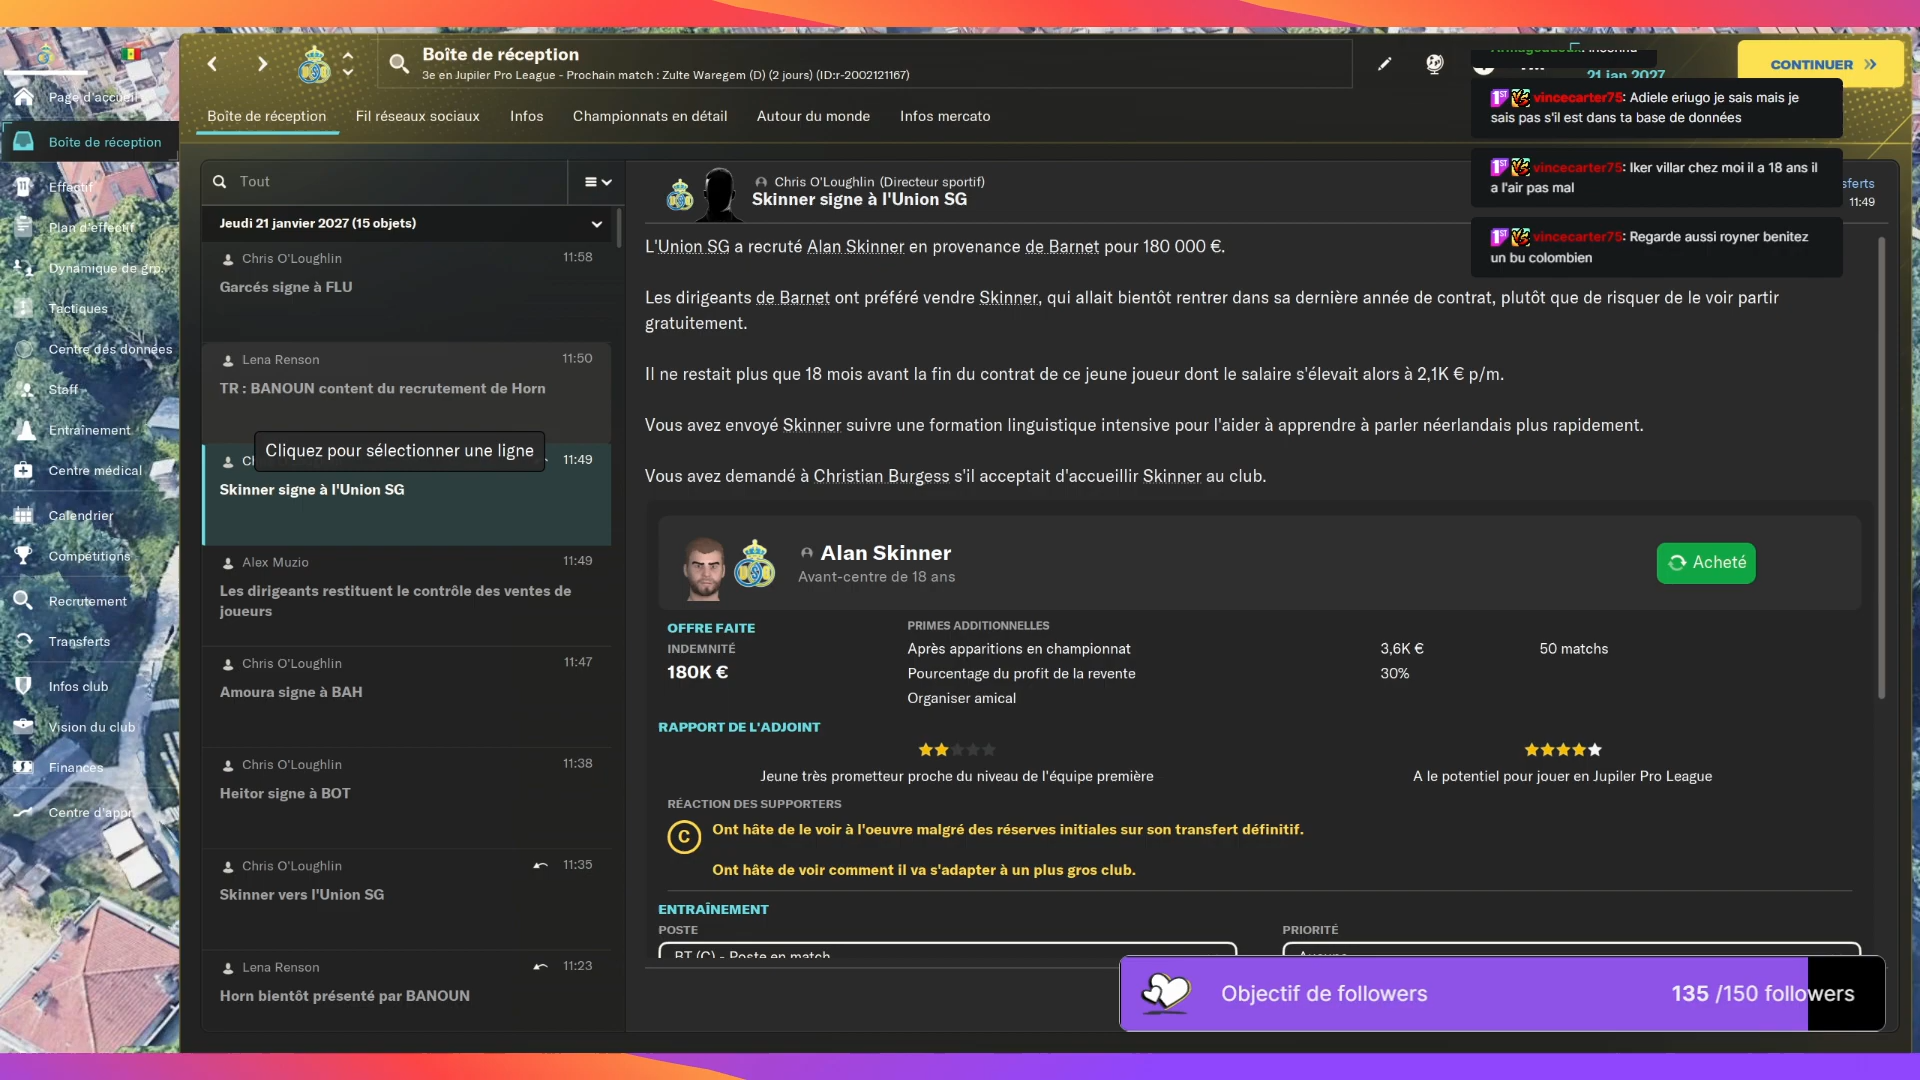 Boîte de réception
3e en Jupiler Pro League - Prochain match : Zulte Waregem (D) (2 jours) (ID:r-2002121167)
21 jan 2027
CONTINUER
Boîte de réception
Fil réseaux sociaux
Infos
Championnats en détail
Autour du monde
Infos mercato
vincecarter75: Adiele eriugo je sais mais je
sais pas s'il est dans ta base de données
vincecarter75: Iker villar chez moi il a 18 ans il
a l'air pas mal
vincecarter75: Regarde aussi royner benitez
un bu colombien
Page d'accueil
Boîte de réception
Effectif
Plan d'effectif
Dynamique de grp.
Tactiques
Centre des données
Staff
Entraînement
Centre médical
Calendrier
Compétitions
Recrutement
Transferts
Infos club
Vision du club
Finances
Centre d'appr.
Tout
Jeudi 21 janvier 2027 (15 objets)
Chris O'Loughlin
11:58
Garcés signe à FLU
Lena Renson
11:50
TR : BANOUN content du recrutement de Horn
Cliquez pour sélectionner une ligne
11:49
Skinner signe à l'Union SG
Alex Muzio
11:49
Les dirigeants restituent le contrôle des ventes de
joueurs
Chris O'Loughlin
11:47
Amoura signe à BAH
Chris O'Loughlin
11:38
Heitor signe à BOT
Chris O'Loughlin
11:35
Skinner vers l'Union SG
Lena Renson
11:23
Horn bientôt présenté par BANOUN
Chris O'Loughlin (Directeur sportif)
Skinner signe à l'Union SG
11:49
L'Union SG a recruté Alan Skinner en provenance de Barnet pour 180 000 €.
Les dirigeants de Barnet ont préféré vendre Skinner, qui allait bientôt rentrer dans sa dernière année de contrat, plutôt que de risquer de le voir partir
gratuitement.
Il ne restait plus que 18 mois avant la fin du contrat de ce jeune joueur dont le salaire s'élevait alors à 2,1K € p/m.
Vous avez envoyé Skinner suivre une formation linguistique intensive pour l'aider à apprendre à parler néerlandais plus rapidement.
Vous avez demandé à Christian Burgess s'il acceptait d'accueillir Skinner au club.
Alan Skinner
Avant-centre de 18 ans
Acheté
OFFRE FAITE
INDEMNITÉ
180K €
PRIMES ADDITIONNELLES
Après apparitions en championnat
3,6K €
50 matchs
Pourcentage du profit de la revente
30%
Organiser amical
RAPPORT DE L'ADJOINT
Jeune très prometteur proche du niveau de l'équipe première
A le potentiel pour jouer en Jupiler Pro League
RÉACTION DES SUPPORTERS
C
Ont hâte de le voir à l'oeuvre malgré des réserves initiales sur son transfert définitif.
Ont hâte de voir comment il va s'adapter à un plus gros club.
ENTRAÎNEMENT
POSTE
BT (C) - Poste en match
PRIORITÉ
Objectif de followers
135 /150 followers